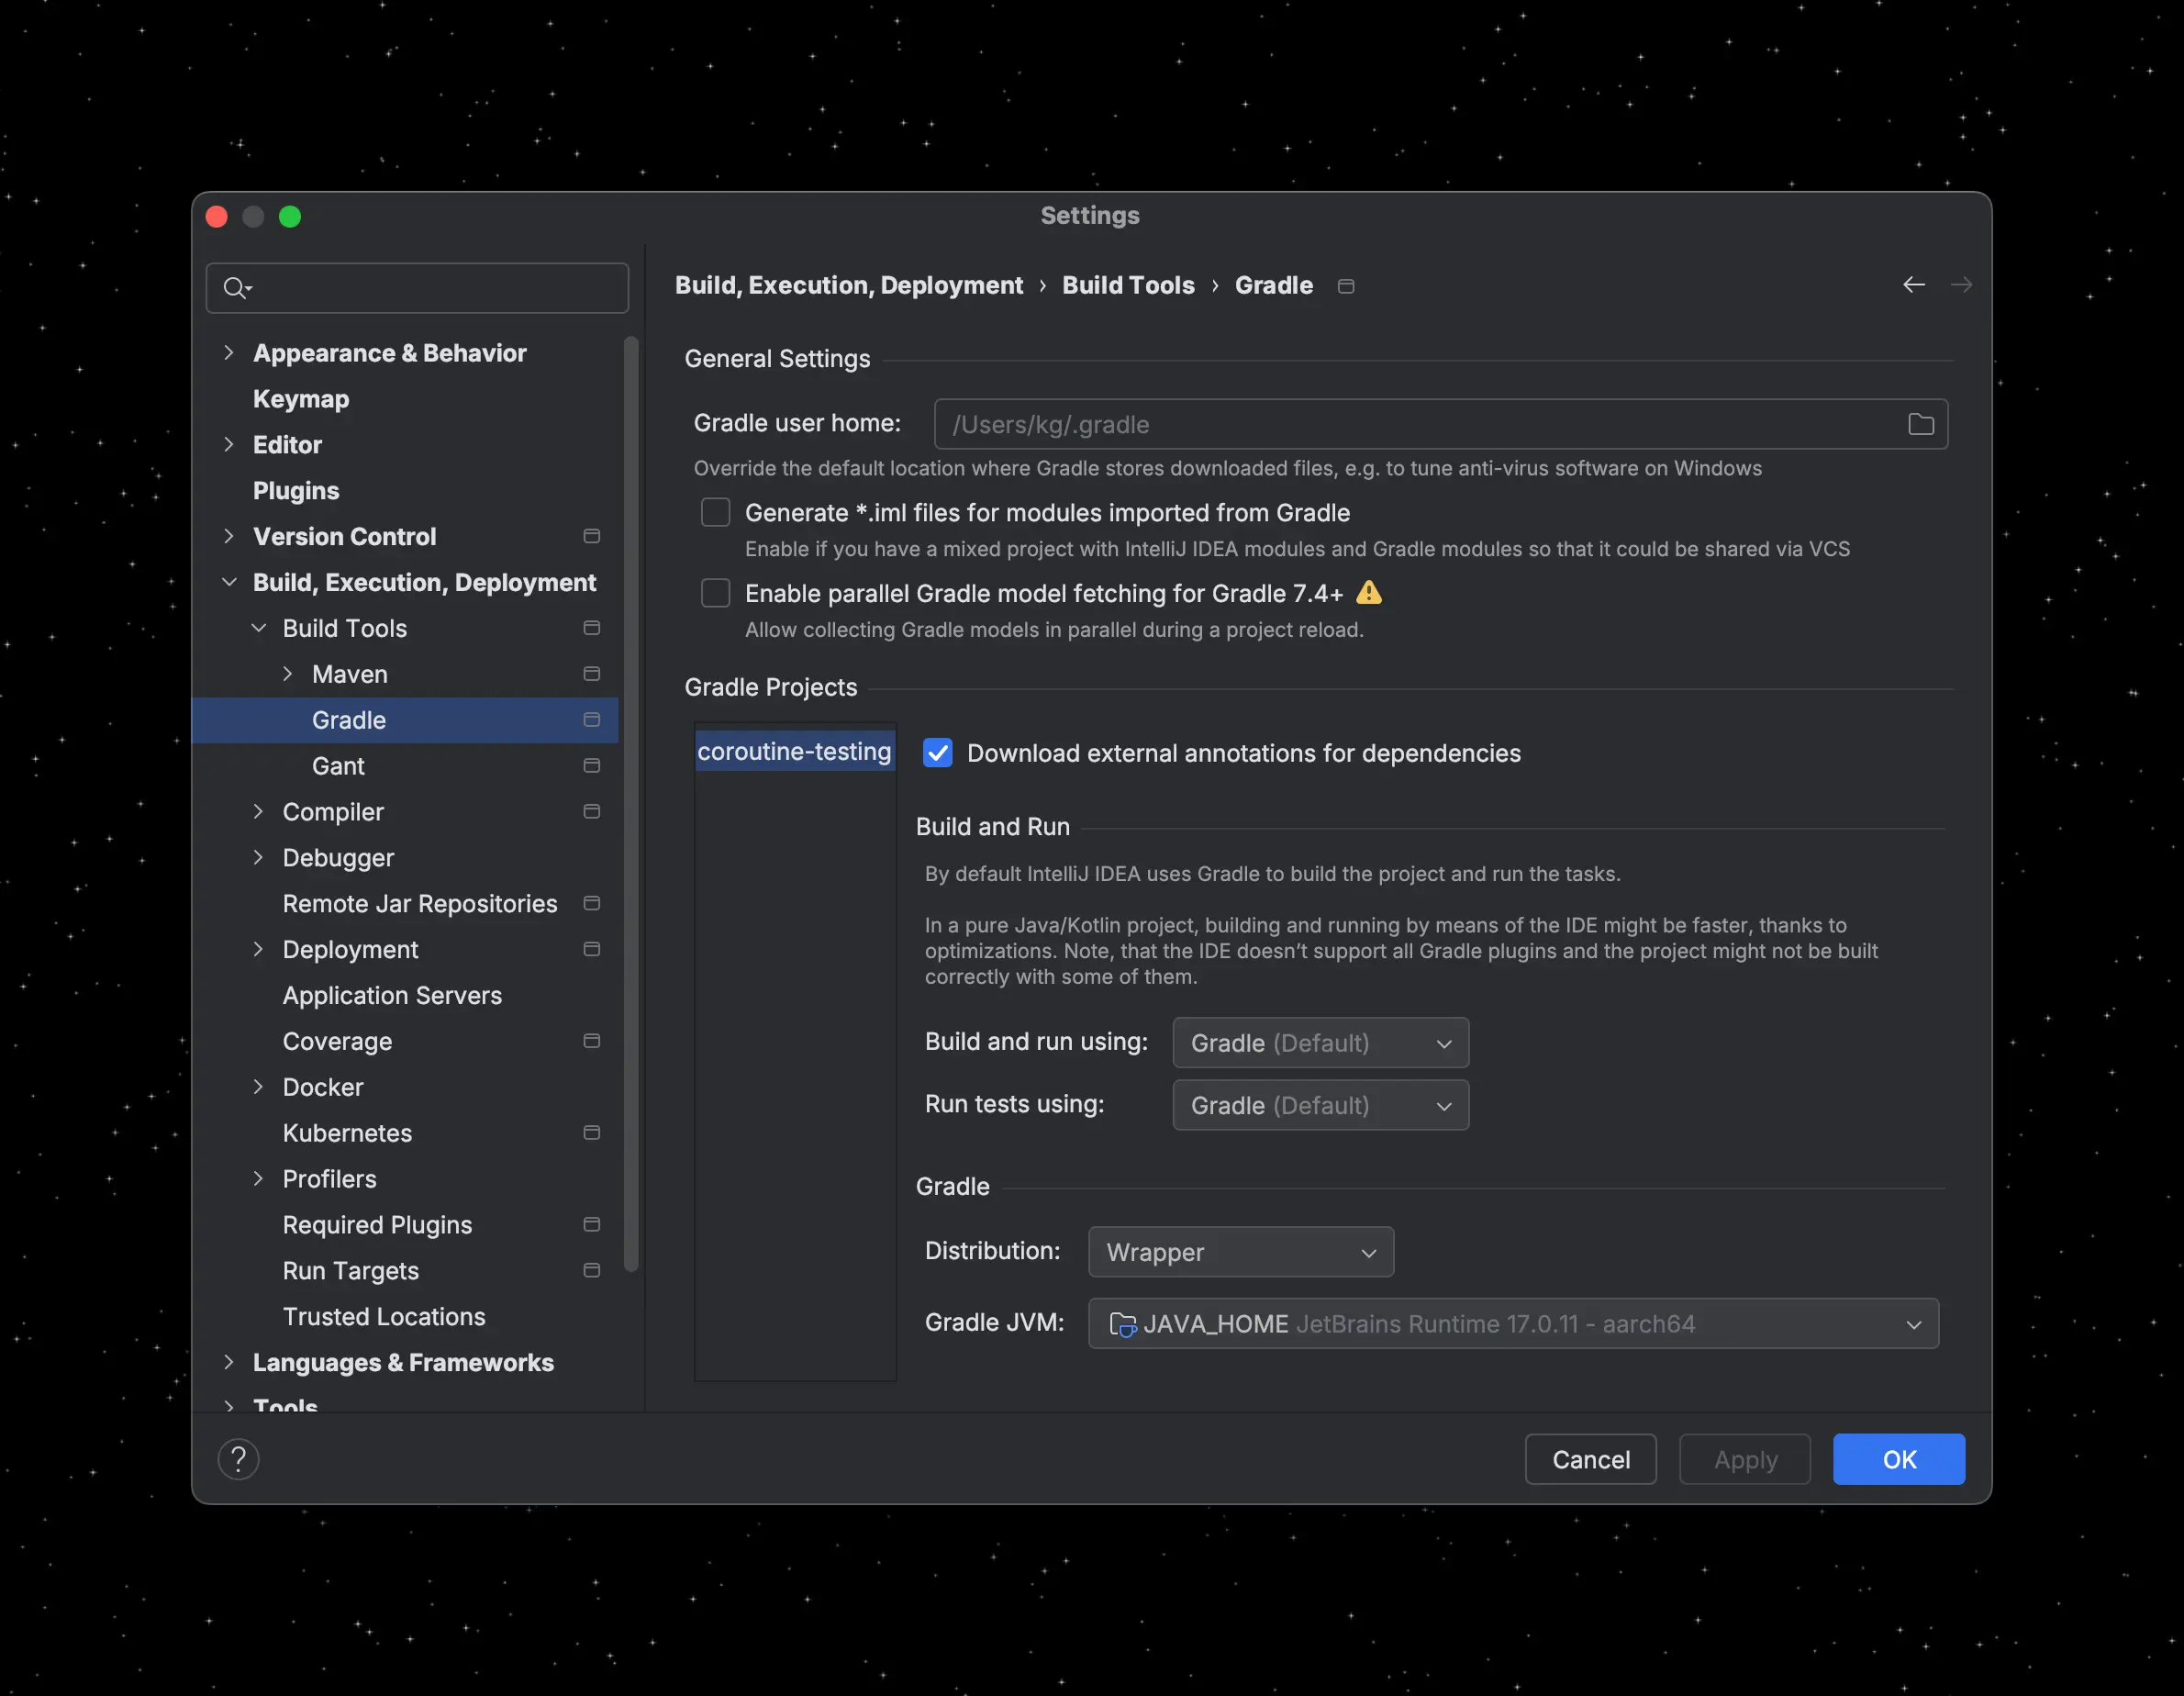 Settings
Appearance & Behavior
Keymap
Editor
Plugins
Version Control
Build, Execution, Deployment
Build Tools
Maven
Gradle
Gant
Compiler
Debugger
Remote Jar Repositories
Deployment
Application Servers
Coverage
Docker
Kubernetes
Profilers
Required Plugins
Run Targets
Trusted Locations
Languages & Frameworks
Tools
Build, Execution, Deployment › Build Tools › Gradle
General Settings
Gradle user home: /Users/kg/.gradle
Override the default location where Gradle stores downloaded files, e.g. to tune anti-virus software on Windows
Generate *.iml files for modules imported from Gradle
Enable if you have a mixed project with IntelliJ IDEA modules and Gradle modules so that it could be shared via VCS
Enable parallel Gradle model fetching for Gradle 7.4+
Allow collecting Gradle models in parallel during a project reload.
Gradle Projects
coroutine-testing
Download external annotations for dependencies
Build and Run
By default IntelliJ IDEA uses Gradle to build the project and run the tasks.
In a pure Java/Kotlin project, building and running by means of the IDE might be faster, thanks to
optimizations. Note, that the IDE doesn’t support all Gradle plugins and the project might not be built
correctly with some of them.
Build and run using: Gradle (Default)
Run tests using: Gradle (Default)
Gradle
Distribution: Wrapper
Gradle JVM: JAVA_HOME JetBrains Runtime 17.0.11 - aarch64
?
Cancel
Apply
OK